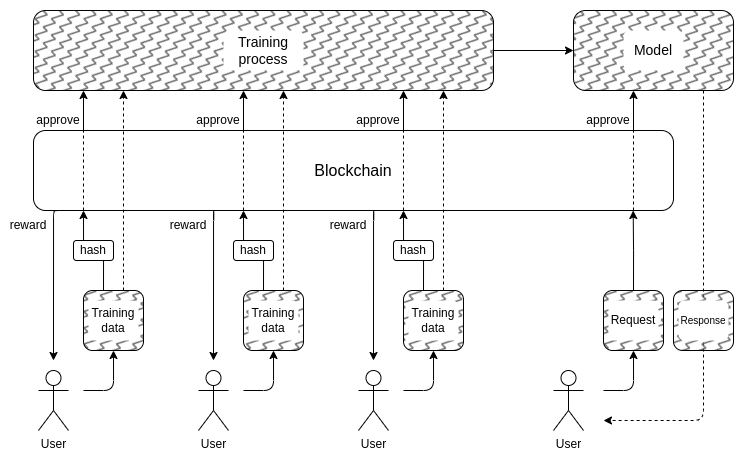 Training
process
Model
approve
approve
approve
approve
Blockchain
reward
reward
reward
hash
hash
hash
Training
data
Training
data
Training
data
Request
Response
User
User
User
User